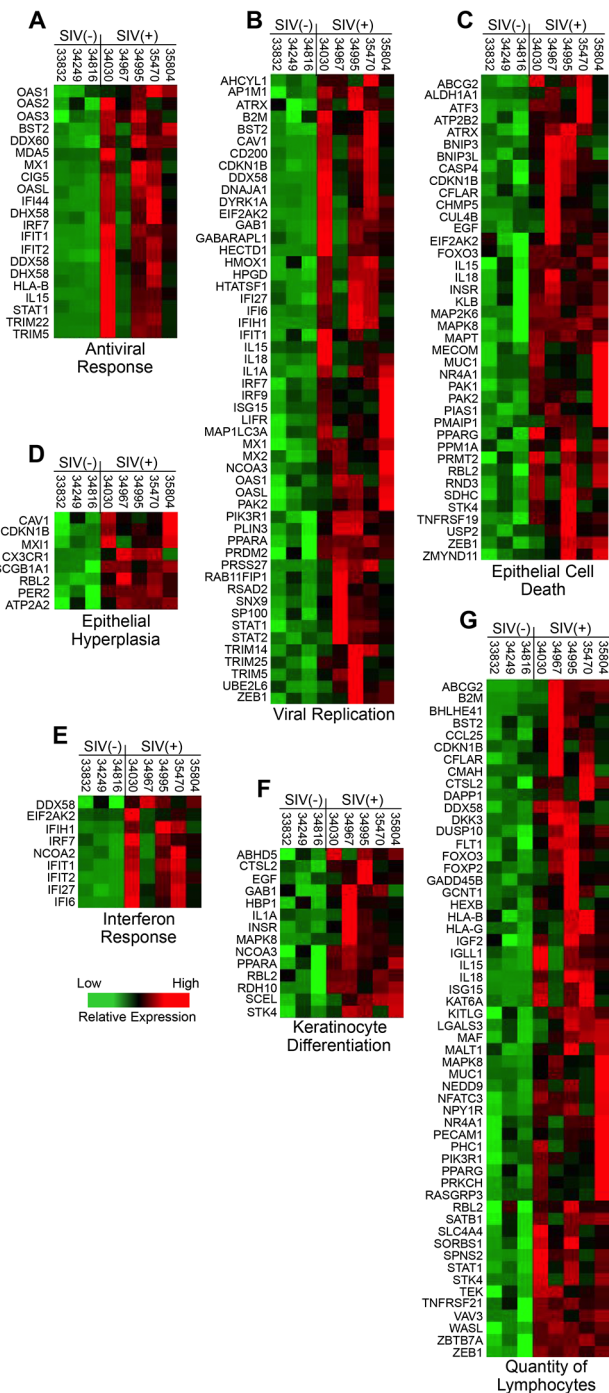 A
SIV(-) SIV(+)
33832 34249 34816 34030 34967 34995 35470 35804
OAS1
OAS2
OAS3
BST2
DDX60
MDA5
MX1
CIG5
OASL
IFI44
DHX58
IRF7
IFIT1
IFIT2
DDX58
DHX58
HLA-B
IL15
STAT1
TRIM22
TRIM5
Antiviral
Response
D
SIV(-) SIV(+)
33832 34249 34816 34030 34967 34995 35470 35804
CAV1
CDKN1B
MXI1
CX3CR1
SCGB1A1
RBL2
PER2
ATP2A2
Epithelial
Hyperplasia
E
SIV(-) SIV(+)
33832 34249 34816 34030 34967 34995 35470 35804
DDX58
EIF2AK2
IFIH1
IRF7
NCOA2
IFIT1
IFIT2
IFI27
IFI6
Interferon
Response
Low High
Relative Expression
B
SIV(-) SIV(+)
33832 34249 34816 34030 34967 34995 35470 35804
AHCYL1
AP1M1
ATRX
B2M
BST2
CAV1
CD200
CDKN1B
DDX58
DNAJA1
DYRK1A
EIF2AK2
GAB1
GABARAPL1
HECTD1
HMOX1
HPGD
HTATSF1
IFI27
IFI6
IFIH1
IFIT1
IL15
IL18
IL1A
IRF7
IRF9
ISG15
LIFR
MAP1LC3A
MX1
MX2
NCOA3
OAS1
OASL
PAK2
PIK3R1
PLIN3
PPARA
PRDM2
PRSS27
RAB11FIP1
RSAD2
SNX9
SP100
STAT1
STAT2
TRIM14
TRIM25
TRIM5
UBE2L6
ZEB1
Viral Replication
F
SIV(-) SIV(+)
33832 34249 34816 34030 34967 34995 35470 35804
ABHD5
CTSL2
EGF
GAB1
HBP1
IL1A
INSR
MAPK8
NCOA3
PPARA
RBL2
RDH10
SCEL
STK4
Keratinocyte
Differentiation
C
SIV(-) SIV(+)
33832 34249 34816 34030 34967 34995 35470 35804
ABCG2
ALDH1A1
ATF3
ATP2B2
ATRX
BNIP3
BNIP3L
CASP4
CDKN1B
CFLAR
CHMP5
CUL4B
EGF
EIF2AK2
FOXO3
IL15
IL18
INSR
KLB
MAP2K6
MAPK8
MAPT
MECOM
MUC1
NR4A1
PAK1
PAK2
PIAS1
PMAIP1
PPARG
PPM1A
PRMT2
RBL2
RND3
SDHC
STK4
TNFRSF19
USP2
ZEB1
ZMYND11
Epithelial Cell
Death
G
SIV(-) SIV(+)
33832 34249 34816 34030 34967 34995 35470 35804
ABCG2
B2M
BHLHE41
BST2
CCL25
CDKN1B
CFLAR
CMAH
CTSL2
DAPP1
DDX58
DKK3
DUSP10
FLT1
FOXO3
FOXP2
GADD45B
GCNT1
HEXB
HLA-B
HLA-G
IGF2
IGLL1
IL15
IL18
ISG15
KAT6A
KITLG
LGALS3
MAF
MALT1
MAPK8
MUC1
NEDD9
NFATC3
NPY1R
NR4A1
PECAM1
PHC1
PIK3R1
PPARG
PRKCH
RASGRP3
RBL2
SATB1
SLC4A4
SORBS1
SPNS2
STAT1
STK4
TEK
TNFRSF21
VAV3
WASL
ZBTB7A
ZEB1
Quantity of
Lymphocytes